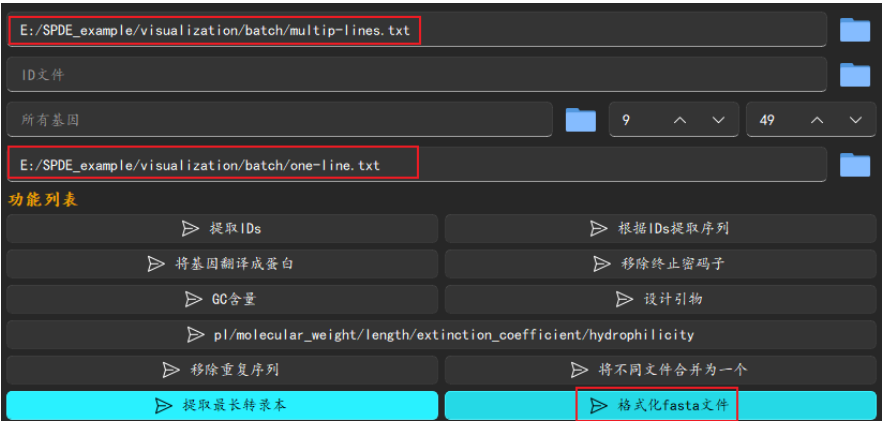 E:/SPDE_example/visualization/batch/multip-lines.txt
ID文件
所有基因 9 49
E:/SPDE_example/visualization/batch/one-line.txt
功能列表
提取IDs 根据IDs提取序列
将基因翻译成蛋白 移除终止密码子
GC含量 设计引物
pl/molecular_weight/length/extinction_coefficient/hydrophilicity
移除重复序列 将不同文件合并为一个
提取最长转录本 格式化fasta文件